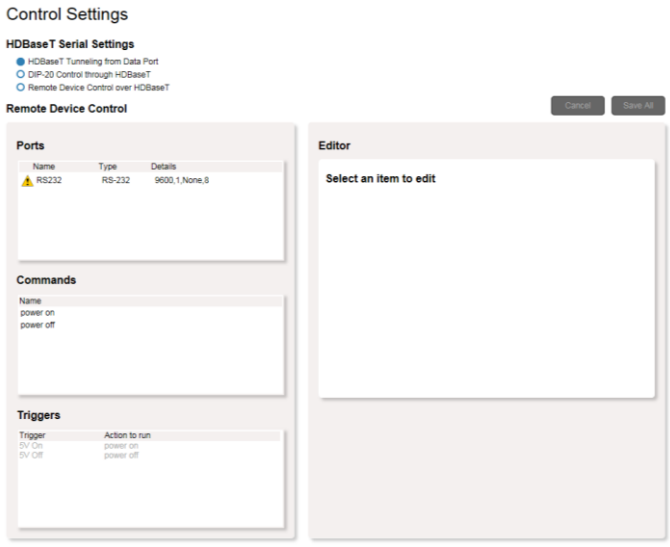 Control Settings
HDBaseT Serial Settings
HDBaseT Tunneling from Data Port
DIP-20 Control through HDBaseT
Remote Device Control over HDBaseT
Remote Device Control
Cancel Save All
Ports
Name Type Details
RS232 RS-232 9600,1,None,8
Commands
Name
power on
power off
Triggers
Trigger Action to run
5V On power on
5V Off power off
Editor
Select an item to edit